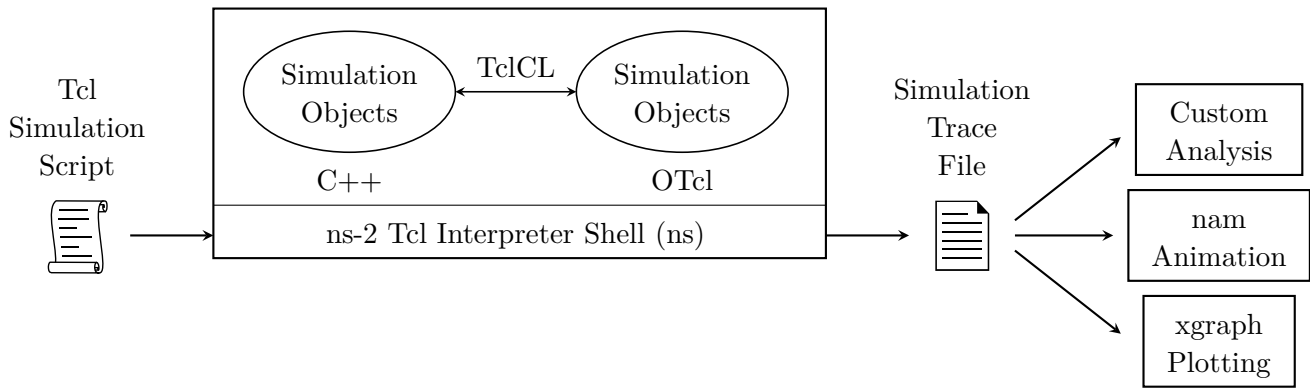 Tcl
Simulation
Script
Simulation
Objects
TclCL
Simulation
Objects
C++
OTcl
ns-2 Tcl Interpreter Shell (ns)
Simulation
Trace
File
Custom
Analysis
nam
Animation
xgraph
Plotting